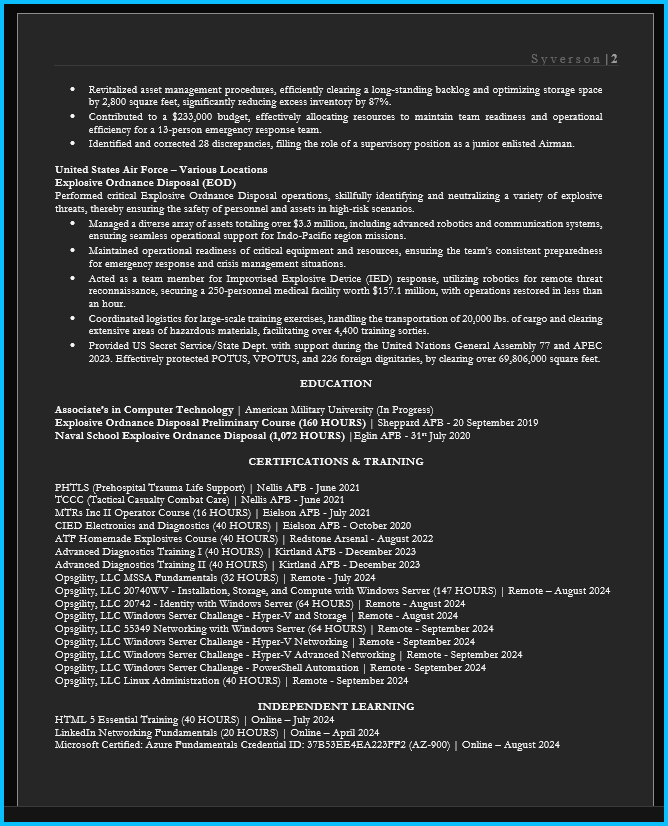 Syverson | 2
• Revitalized asset management procedures, efficiently clearing a long-standing backlog and optimizing storage space
by 2,800 square feet, significantly reducing excess inventory by 87%.
• Contributed to a $233,000 budget, effectively allocating resources to maintain team readiness and operational
efficiency for a 13-person emergency response team.
• Identified and corrected 28 discrepancies, filling the role of a supervisory position as a junior enlisted Airman.
United States Air Force – Various Locations
Explosive Ordnance Disposal (EOD)
Performed critical Explosive Ordnance Disposal operations, skillfully identifying and neutralizing a variety of explosive
threats, thereby ensuring the safety of personnel and assets in high-risk scenarios.
• Managed a diverse array of assets totaling over $3.3 million, including advanced robotics and communication systems,
ensuring seamless operational support for Indo-Pacific region missions.
• Maintained operational readiness of critical equipment and resources, ensuring the team's consistent preparedness
for emergency response and crisis management situations.
• Acted as a team member for Improvised Explosive Device (IED) response, utilizing robotics for remote threat
reconnaissance, securing a 250-personnel medical facility worth $157.1 million, with operations restored in less than
an hour.
• Coordinated logistics for large-scale training exercises, handling the transportation of 20,000 lbs. of cargo and clearing
extensive areas of hazardous materials, facilitating over 4,400 training sorties.
• Provided US Secret Service/State Dept. with support during the United Nations General Assembly 77 and APEC
2023. Effectively protected POTUS, VPOTUS, and 226 foreign dignitaries, by clearing over 69,806,000 square feet.
EDUCATION
Associate's in Computer Technology | American Military University (In Progress)
Explosive Ordnance Disposal Preliminary Course (160 HOURS) | Sheppard AFB - 20 September 2019
Naval School Explosive Ordnance Disposal (1,072 HOURS) |Eglin AFB - 31st July 2020
CERTIFICATIONS & TRAINING
PHTLS (Prehospital Trauma Life Support) | Nellis AFB - June 2021
TCCC (Tactical Casualty Combat Care) | Nellis AFB - June 2021
MTRs Inc II Operator Course (16 HOURS) | Eielson AFB - July 2021
CIED Electronics and Diagnostics (40 HOURS) | Eielson AFB - October 2020
ATF Homemade Explosives Course (40 HOURS) | Redstone Arsenal - August 2022
Advanced Diagnostics Training I (40 HOURS) | Kirtland AFB - December 2023
Advanced Diagnostics Training II (40 HOURS) | Kirtland AFB - December 2023
Opsgility, LLC MSSA Fundamentals (32 HOURS) | Remote - July 2024
Opsgility, LLC 20740WV - Installation, Storage, and Compute with Windows Server (147 HOURS) | Remote – August 2024
Opsgility, LLC 20742 - Identity with Windows Server (64 HOURS) | Remote - August 2024
Opsgility, LLC Windows Server Challenge - Hyper-V and Storage | Remote - August 2024
Opsgility, LLC 55349 Networking with Windows Server (64 HOURS) | Remote - September 2024
Opsgility, LLC Windows Server Challenge - Hyper-V Networking | Remote - September 2024
Opsgility, LLC Windows Server Challenge - Hyper-V Advanced Networking | Remote - September 2024
Opsgility, LLC Windows Server Challenge - PowerShell Automation | Remote - September 2024
Opsgility, LLC Linux Administration (40 HOURS) | Remote - September 2024
INDEPENDENT LEARNING
HTML 5 Essential Training (40 HOURS) | Online – July 2024
LinkedIn Networking Fundamentals (20 HOURS) | Online – April 2024
Microsoft Certified: Azure Fundamentals Credential ID: 37B53EE4EA223FF2 (AZ-900) | Online – August 2024